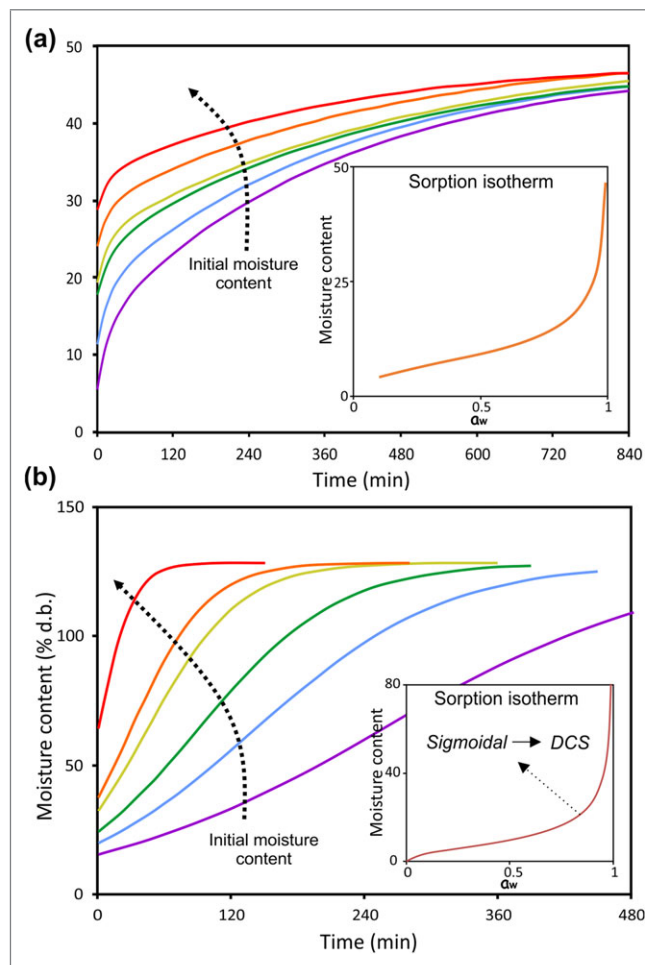 (a)
50
40
30
20
10
0
Initial moisture
content
Sorption isotherm
Moisture content
50
25
0
0.5
1
aw
0 120 240 360 480 600 720 840
Time (min)
(b)
Moisture content (% d.b.)
150
100
50
0
Initial moisture
content
Sorption isotherm
Sigmoidal → DCS
Moisture content
80
40
0
0
0.5
1
aw
0 120 240 360 480
Time (min)